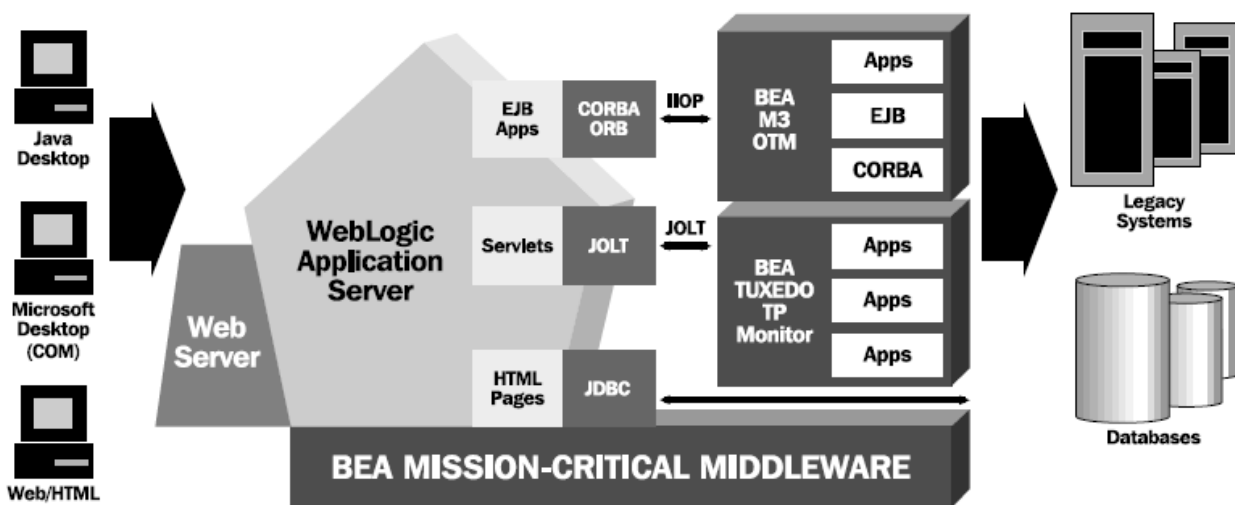 Java
Desktop
Microsoft
Desktop
(COM)
Web/HTML
Web
Server
WebLogic
Application
Server
EJB
Apps
CORBA
ORB
Servlets
JOLT
HTML
Pages
JDBC
IIOP
JOLT
BEA
M3
OTM
Apps
EJB
CORBA
BEA
TUXEDO
TP
Monitor
Apps
Apps
Apps
BEA MISSION-CRITICAL MIDDLEWARE
Legacy
Systems
Databases